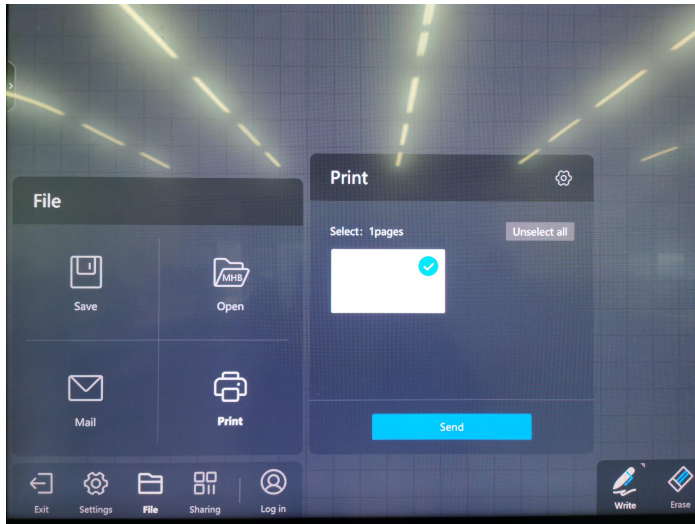 File
Save
Open
MHB
Mail
Print
Print
Select: 1pages
Unselect all
Send
Exit
Settings
File
Sharing
Log in
Write
Erase